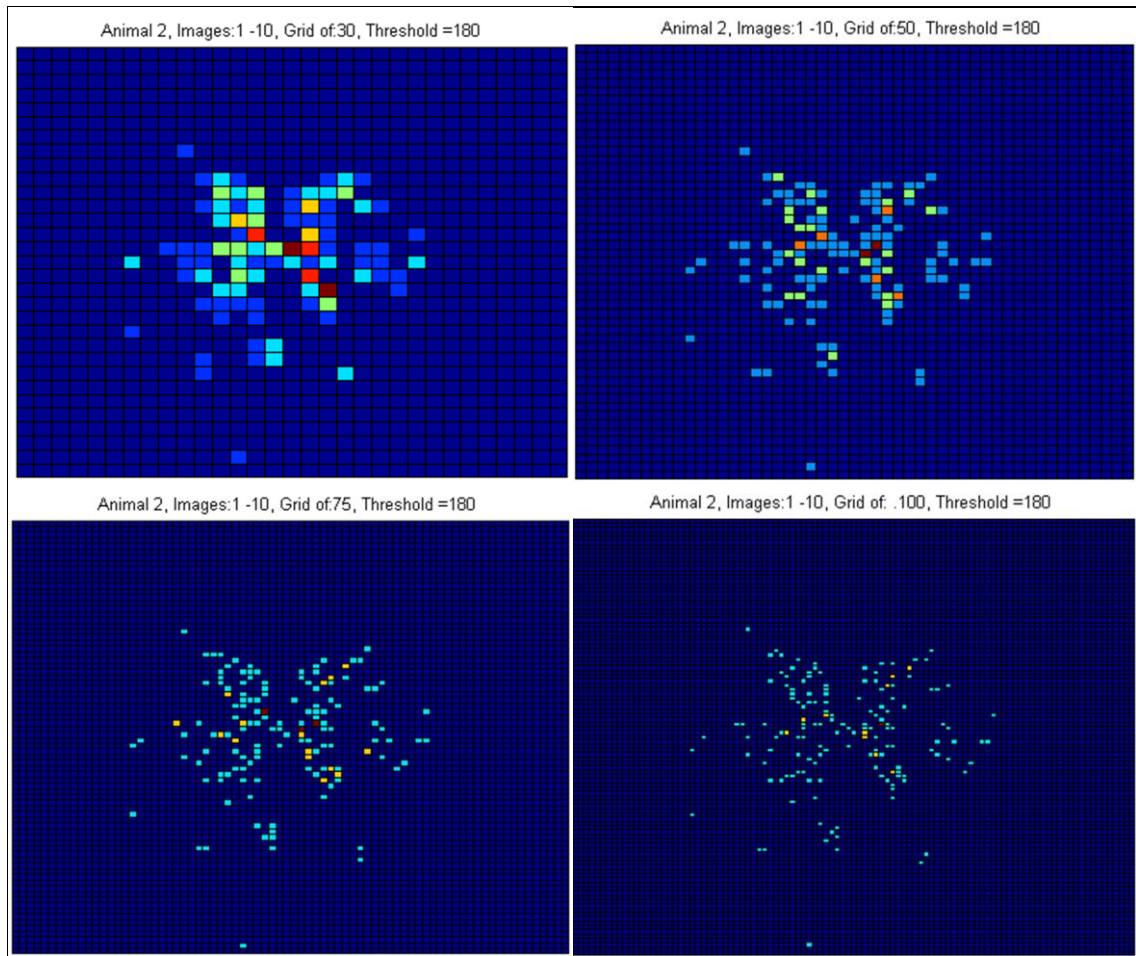 Animal 2, Images:1 -10, Grid of:30, Threshold =180
Animal 2, Images:1 -10, Grid of:50, Threshold =180
Animal 2, Images:1 -10, Grid of:75, Threshold =180
Animal 2, Images:1 -10, Grid of: .100, Threshold =180